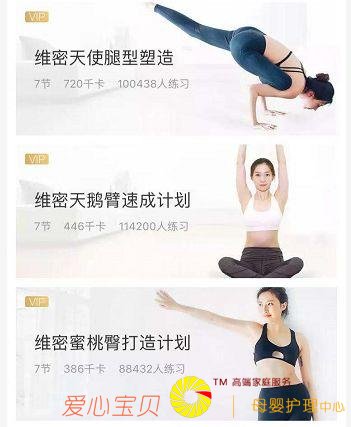 VIP
维密天使腿型塑造
7节 720千卡 100438人练习
VIP
维密天鹅臂速成计划
7节 446千卡 114200人练习
VIP
维密蜜桃臀打造计划
7节 386千卡 88432人练习
TM 高端家庭服务
爱心宝贝 | 母婴护理中心